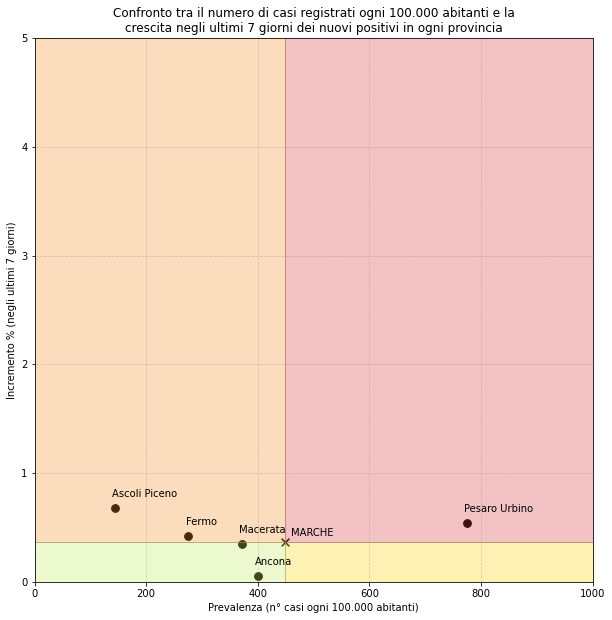 Confronto tra il numero di casi registrati ogni 100.000 abitanti e la
crescita negli ultimi 7 giorni dei nuovi positivi in ogni provincia
5
4
3
2
1
0
Incremento % (negli ultimi 7 giorni)
Ascoli Piceno
Pesaro Urbino
Fermo
Macerata
MARCHE
Ancona
0 200 400 600 800 1000
Prevalenza (n° casi ogni 100.000 abitanti)